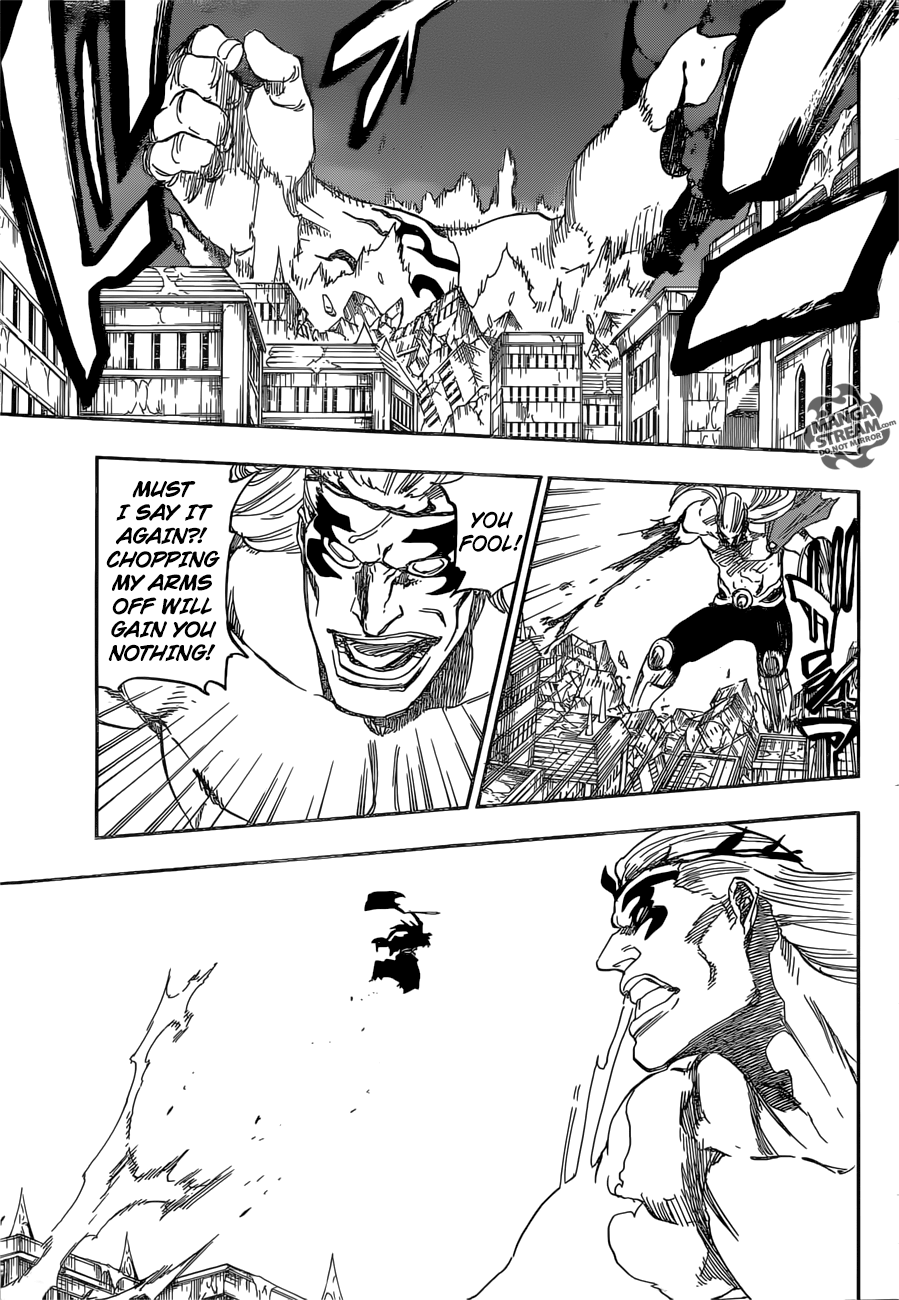 MANGA
STREAM.com
DO NOT MIRROR
YOU
FOOL!
MUST
I SAY IT
AGAIN?!
CHOPPING
MY ARMS
OFF WILL
GAIN YOU
NOTHING!